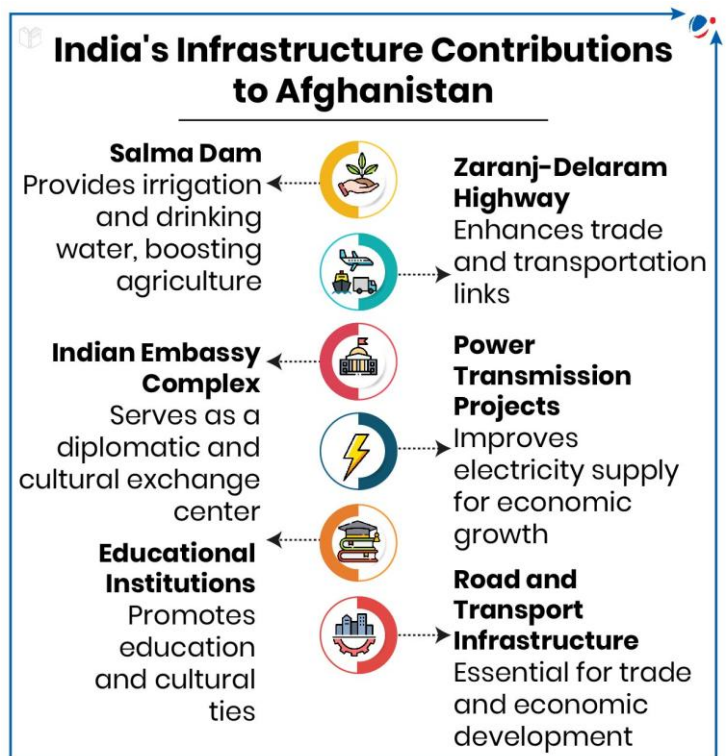 India's Infrastructure Contributions
to Afghanistan
Salma Dam
Provides irrigation
and drinking
water, boosting
agriculture
Zaranj-Delaram
Highway
Enhances trade
and transportation
links
Indian Embassy
Complex
Serves as a
diplomatic and
cultural exchange
center
Power
Transmission
Projects
Improves
electricity supply
for economic
growth
Educational
Institutions
Promotes
education
and cultural
ties
Road and
Transport
Infrastructure
Essential for trade
and economic
development